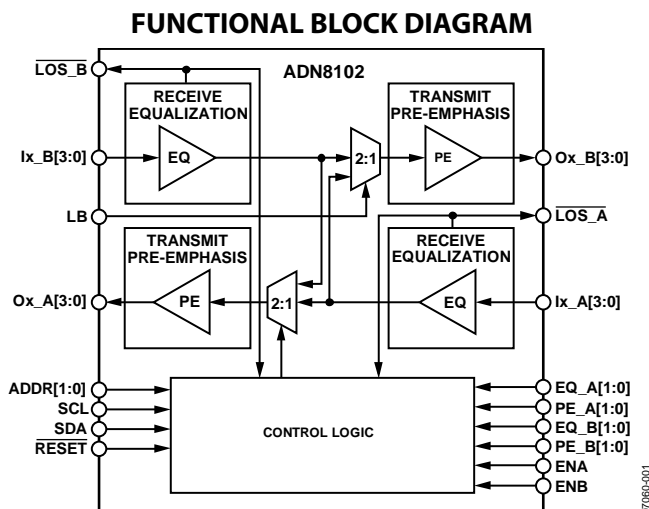 FUNCTIONAL BLOCK DIAGRAM
LOS_B
ADN8102
RECEIVE
EQUALIZATION
TRANSMIT
PRE-EMPHASIS
Ix_B[3:0]
EQ
2:1
PE
Ox_B[3:0]
LB
LOS_A
TRANSMIT
PRE-EMPHASIS
RECEIVE
EQUALIZATION
Ox_A[3:0]
PE
2:1
EQ
Ix_A[3:0]
ADDR[1:0]
SCL
SDA
RESET
CONTROL LOGIC
EQ_A[1:0]
PE_A[1:0]
EQ_B[1:0]
PE_B[1:0]
ENA
ENB
7060-001